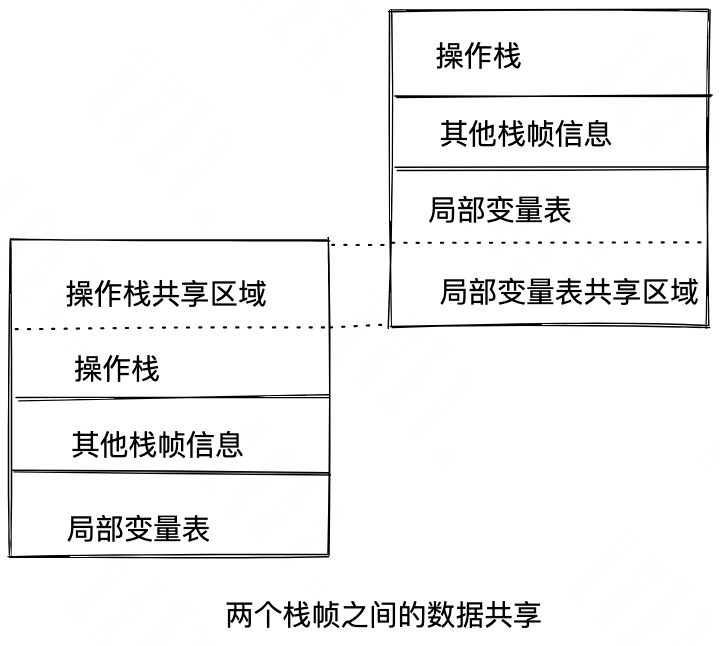 操作栈
其他栈帧信息
局部变量表
局部变量表共享区域
操作栈共享区域
操作栈
其他栈帧信息
局部变量表
两个栈帧之间的数据共享